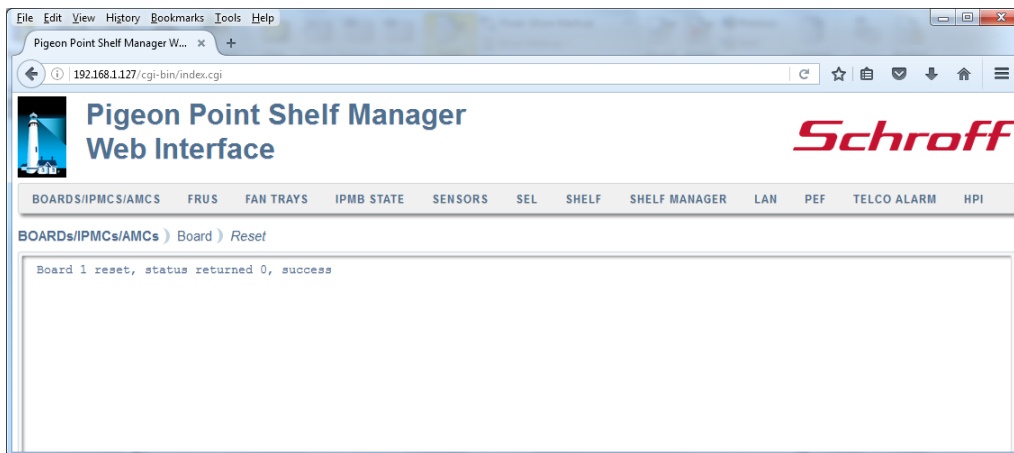 File Edit View History Bookmarks Tools Help
Pigeon Point Shelf Manager W... × +
192.168.1.127/cgi-bin/index.cgi
Pigeon Point Shelf Manager
Web Interface
Schroff
BOARDS/IPMCS/AMCS FRUS FAN TRAYS IPMB STATE SENSORS SEL SHELF SHELF MANAGER LAN PEF TELCO ALARM HPI
BOARDs/IPMCs/AMCs ) Board ) Reset
Board 1 reset, status returned 0, success